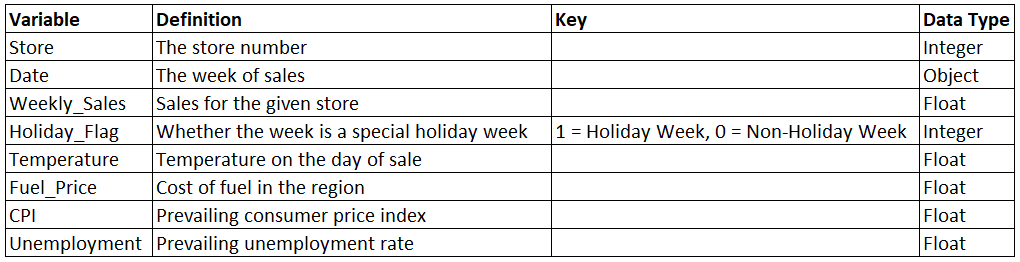 Variable Definition Key Data Type
Store The store number Integer
Date The week of sales Object
Weekly_Sales Sales for the given store Float
Holiday_Flag Whether the week is a special holiday week 1 = Holiday Week, 0 = Non-Holiday Week Integer
Temperature Temperature on the day of sale Float
Fuel_Price Cost of fuel in the region Float
CPI Prevailing consumer price index Float
Unemployment Prevailing unemployment rate Float